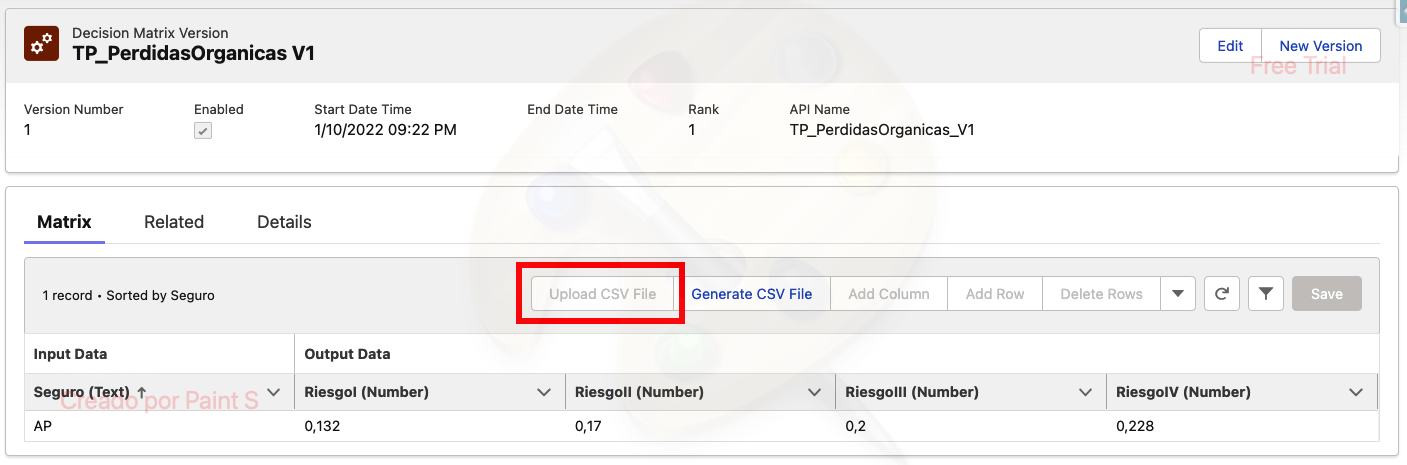 Decision Matrix Version
TP_PerdidasOrganicas V1
Edit
New Version
Free Trial
Version Number
Enabled
Start Date Time
End Date Time
Rank
API Name
1
1/10/2022 09:22 PM
1
TP_PerdidasOrganicas_V1
Matrix
Related
Details
1 record • Sorted by Seguro
Upload CSV File
Generate CSV File
Add Column
Add Row
Delete Rows
Save
Input Data
Output Data
Seguro (Text) ↑
RiesgoI (Number)
RiesgoII (Number)
RiesgoIII (Number)
RiesgoIV (Number)
Creado por Paint S
AP
0,132
0,17
0,2
0,228